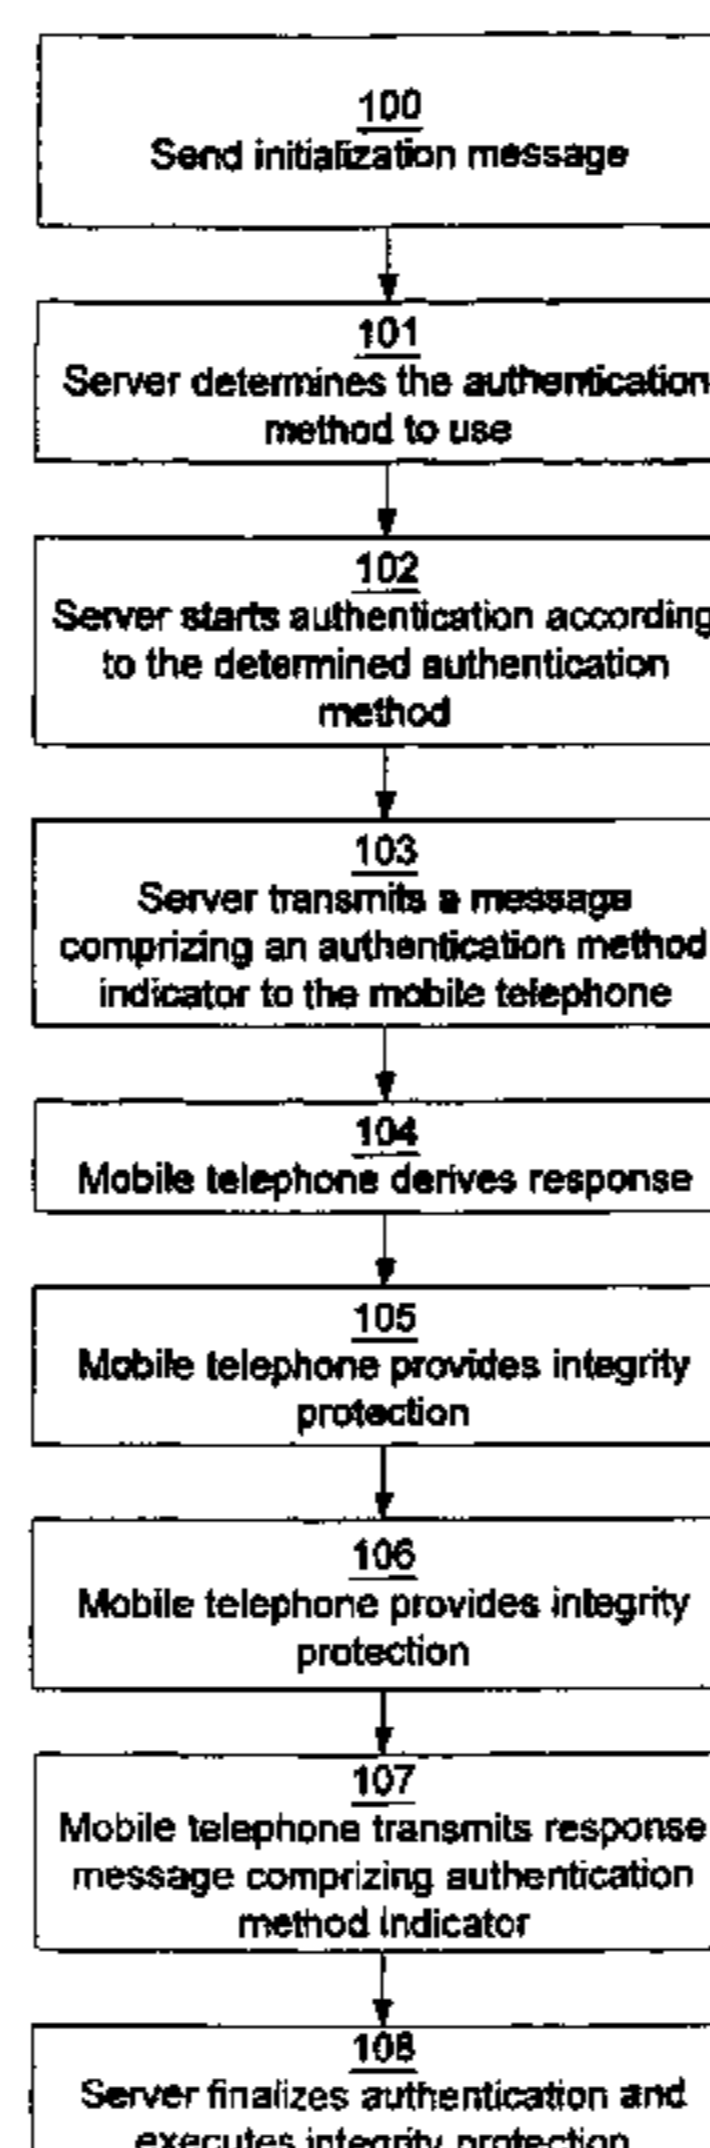 100
Send initialization message
101
Server determines the authentication
method to use
102
Server starts authentication according
to the determined authentication
method
103
Server transmits a message
comprizing an authentication method
indicator to the mobile telephone
104
Mobile telephone derives response
105
Mobile telephone provides integrity
protection
106
Mobile telephone provides integrity
protection
107
Mobile telephone transmits response
message comprizing authentication
method indicator
108
Server finalizes authentication and
executes integrity protection